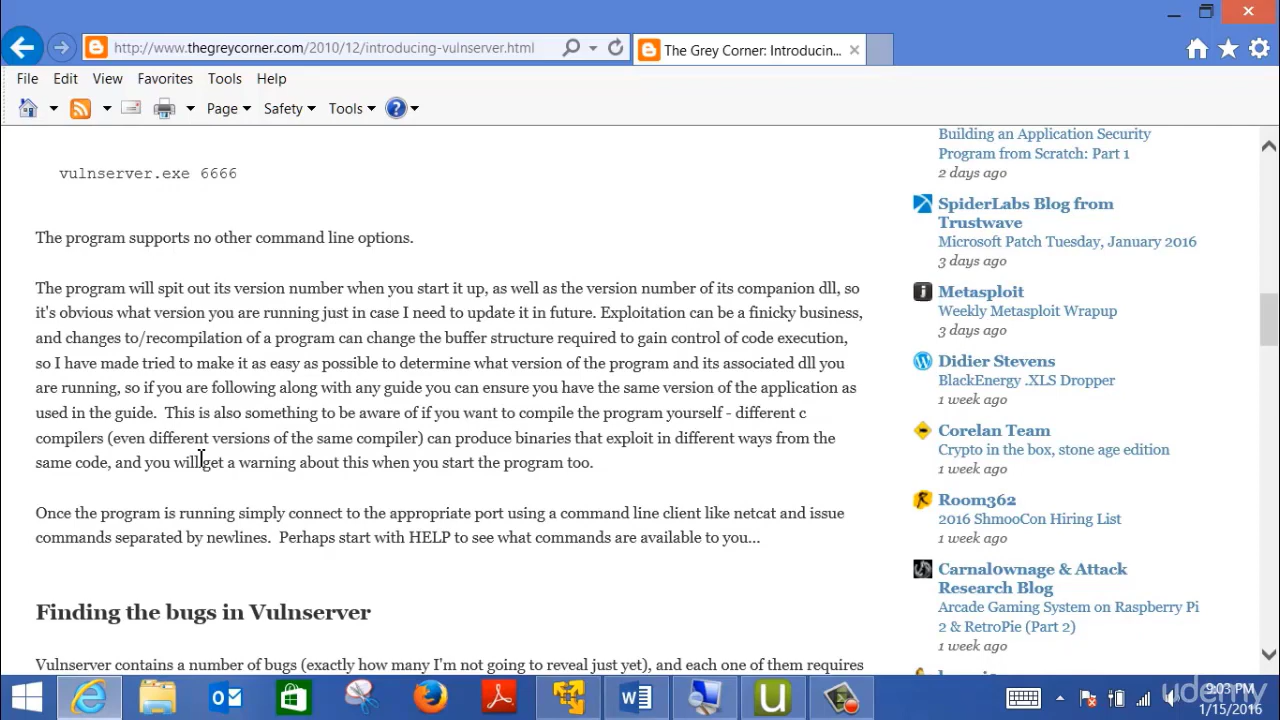 http://www.thegreycorner.com/2010/12/introducing-vulnserver.html
The Grey Corner: Introducin...
File Edit View Favorites Tools Help
Page Safety Tools
vulnserver.exe 6666
The program supports no other command line options.
The program will spit out its version number when you start it up, as well as the version number of its companion dll, so
it's obvious what version you are running just in case I need to update it in future. Exploitation can be a finicky business,
and changes to/recompilation of a program can change the buffer structure required to gain control of code execution,
so I have made tried to make it as easy as possible to determine what version of the program and its associated dll you
are running, so if you are following along with any guide you can ensure you have the same version of the application as
used in the guide. This is also something to be aware of if you want to compile the program yourself - different c
compilers (even different versions of the same compiler) can produce binaries that exploit in different ways from the
same code, and you will get a warning about this when you start the program too.
Once the program is running simply connect to the appropriate port using a command line client like netcat and issue
commands separated by newlines. Perhaps start with HELP to see what commands are available to you...
Finding the bugs in Vulnserver
Vulnserver contains a number of bugs (exactly how many I'm not going to reveal just yet), and each one of them requires
Building an Application Security
Program from Scratch: Part 1
2 days ago
SpiderLabs Blog from
Trustwave
Microsoft Patch Tuesday, January 2016
3 days ago
Metasploit
Weekly Metasploit Wrapup
3 days ago
Didier Stevens
BlackEnergy .XLS Dropper
1 week ago
Corelan Team
Crypto in the box, stone age edition
1 week ago
Room362
2016 ShmooCon Hiring List
1 week ago
Carnal0wnage & Attack
Research Blog
Arcade Gaming System on Raspberry Pi
2 & RetroPie (Part 2)
1 week ago
udemy
9:03 PM
1/15/2016